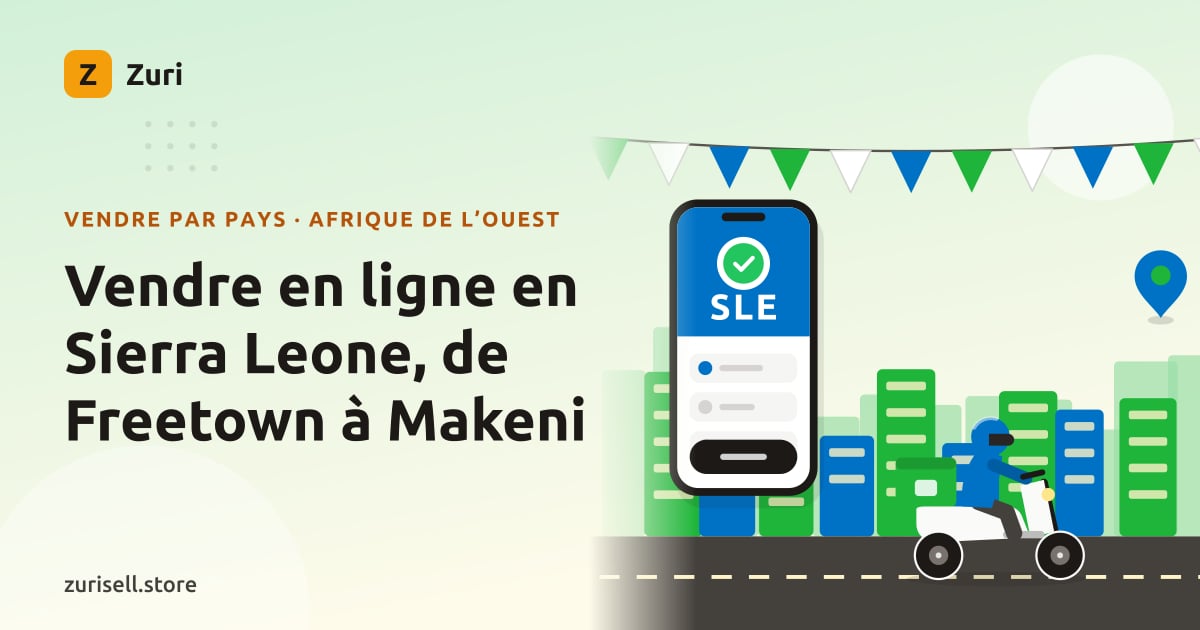 Z Zuri
VENDRE PAR PAYS · AFRIQUE DE L’OUEST
Vendre en ligne en
Sierra Leone, de
Freetown à Makeni
SLE
zurisell.store